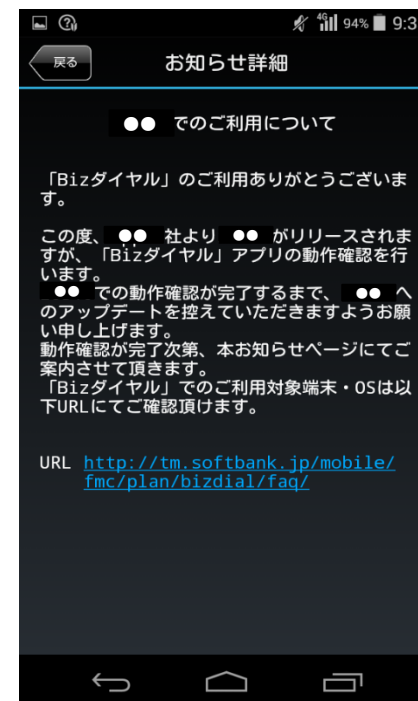 4G 94% 9:3
戻る
お知らせ詳細
●● でのご利用について
「Bizダイヤル」のご利用ありがとうございま
す。
この度、 ●● 社より ●● がリリースされま
すが、「Bizダイヤル」アプリの動作確認を行
います。
●● での動作確認が完了するまで、 ●● へ
のアップデートを控えていただきますようお願
い申し上げます。
動作確認が完了次第、本お知らせページにてご
案内させて頂きます。
「Bizダイヤル」でのご利用対象端末・OSは以
下URLにてご確認頂けます。
URL http://tm.softbank.jp/mobile/
fmc/plan/bizdial/faq/